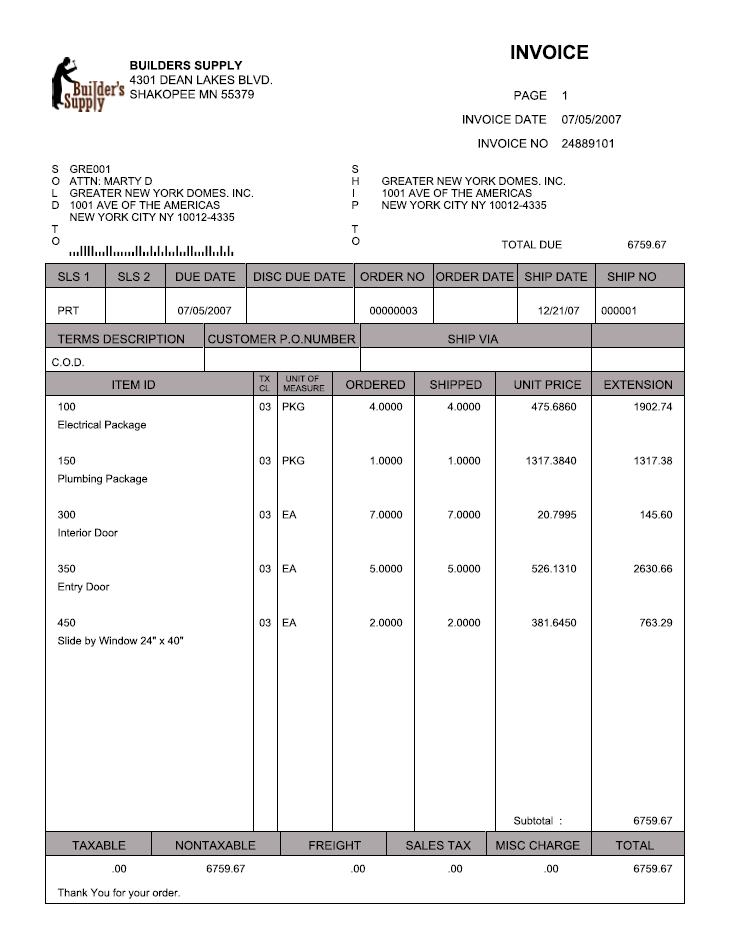 INVOICE
Builder's
Supply
BUILDERS SUPPLY
4301 DEAN LAKES BLVD.
SHAKOPEE MN 55379
PAGE 1
INVOICE DATE 07/05/2007
INVOICE NO 24889101
SOLD TO
GRE001
ATTN: MARTY D
GREATER NEW YORK DOMES. INC.
1001 AVE OF THE AMERICAS
NEW YORK CITY NY 10012-4335
SHIP TO
GREATER NEW YORK DOMES. INC.
1001 AVE OF THE AMERICAS
NEW YORK CITY NY 10012-4335
TOTAL DUE 6759.67
SLS 1 SLS 2 DUE DATE DISC DUE DATE ORDER NO ORDER DATE SHIP DATE SHIP NO
PRT 07/05/2007 00000003 12/21/07 000001
TERMS DESCRIPTION CUSTOMER P.O.NUMBER SHIP VIA
C.O.D.
ITEM ID TX CL UNIT OF MEASURE ORDERED SHIPPED UNIT PRICE EXTENSION
100 03 PKG 4.0000 4.0000 475.6860 1902.74
Electrical Package
150 03 PKG 1.0000 1.0000 1317.3840 1317.38
Plumbing Package
300 03 EA 7.0000 7.0000 20.7995 145.60
Interior Door
350 03 EA 5.0000 5.0000 526.1310 2630.66
Entry Door
450 03 EA 2.0000 2.0000 381.6450 763.29
Slide by Window 24" x 40"
Subtotal : 6759.67
TAXABLE NONTAXABLE FREIGHT SALES TAX MISC CHARGE TOTAL
.00 6759.67 .00 .00 .00 6759.67
Thank You for your order.